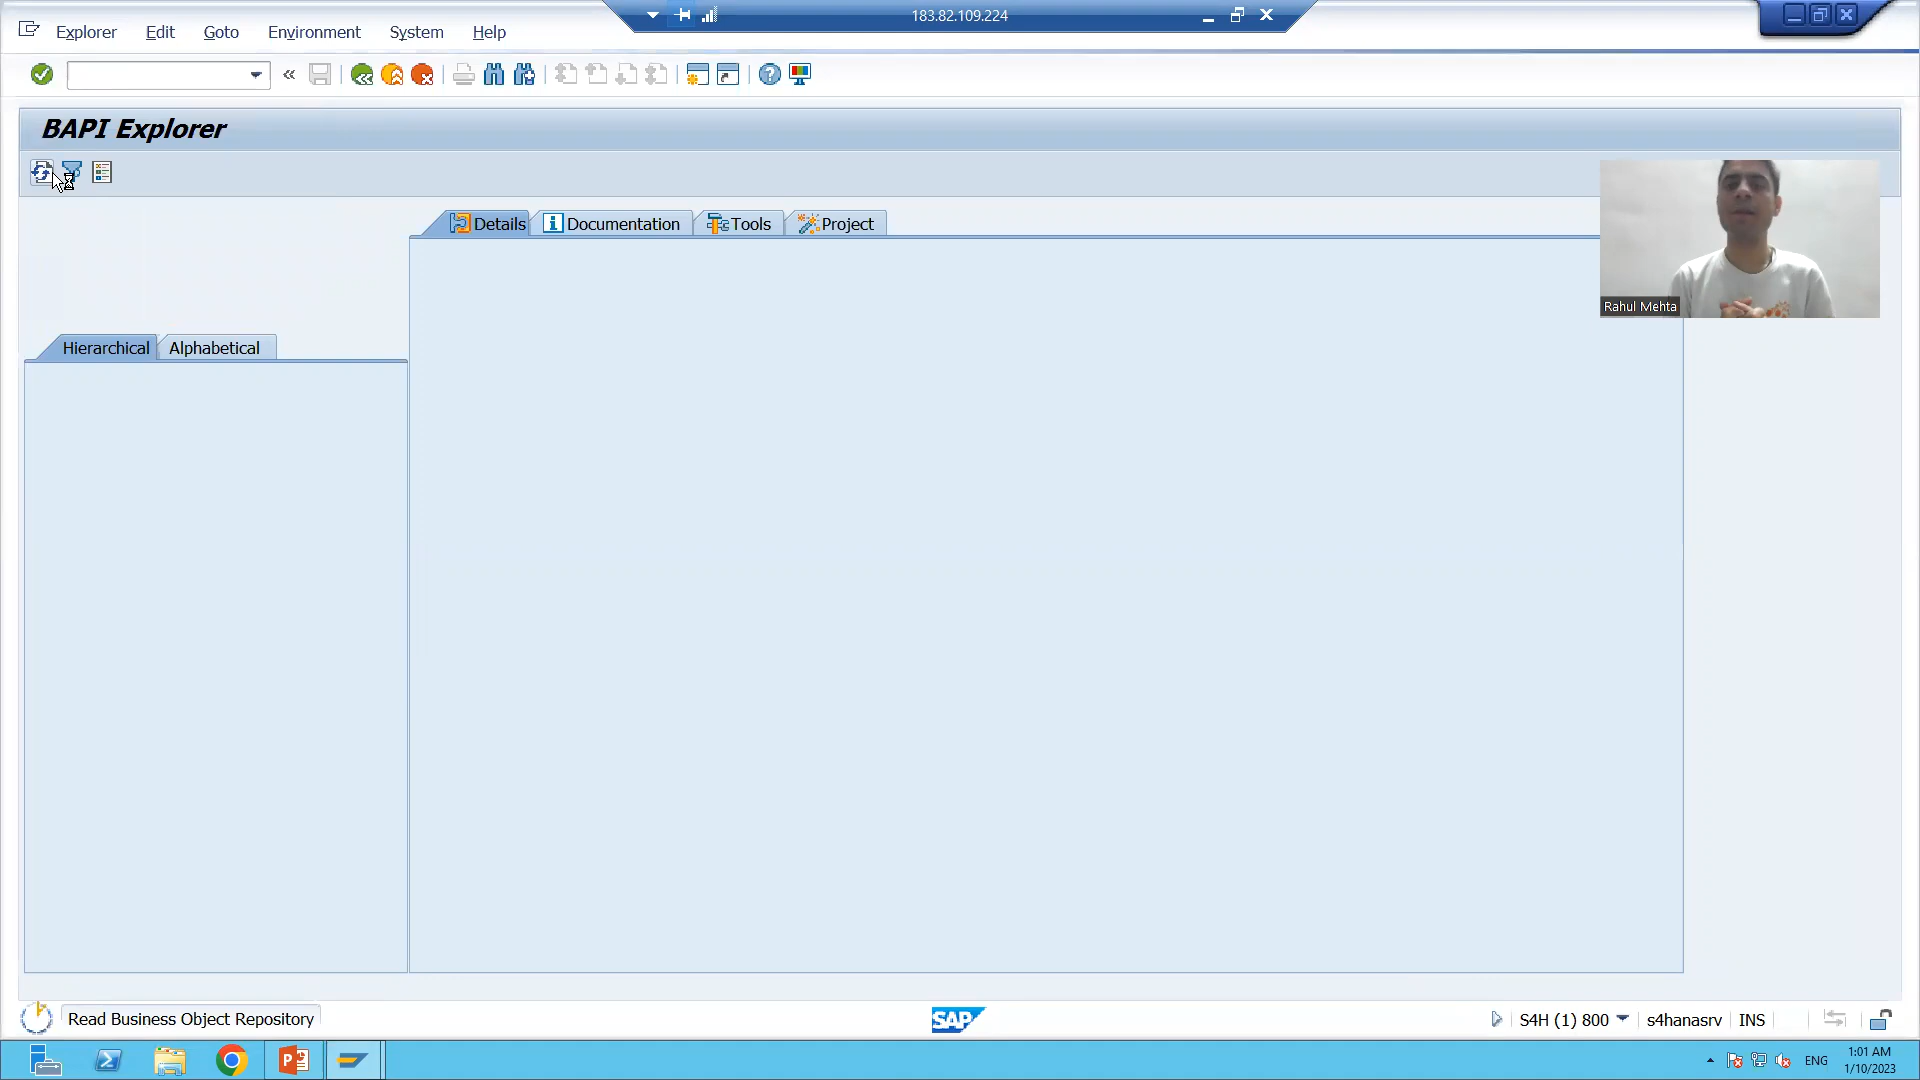 183.82.109.224
Explorer Edit Goto Environment System Help
BAPI Explorer
Details Documentation Tools Project
Rahul Mehta
Hierarchical Alphabetical
Read Business Object Repository
SAP
S4H (1) 800 s4hanasrv INS
ENG
1:01 AM
1/10/2023